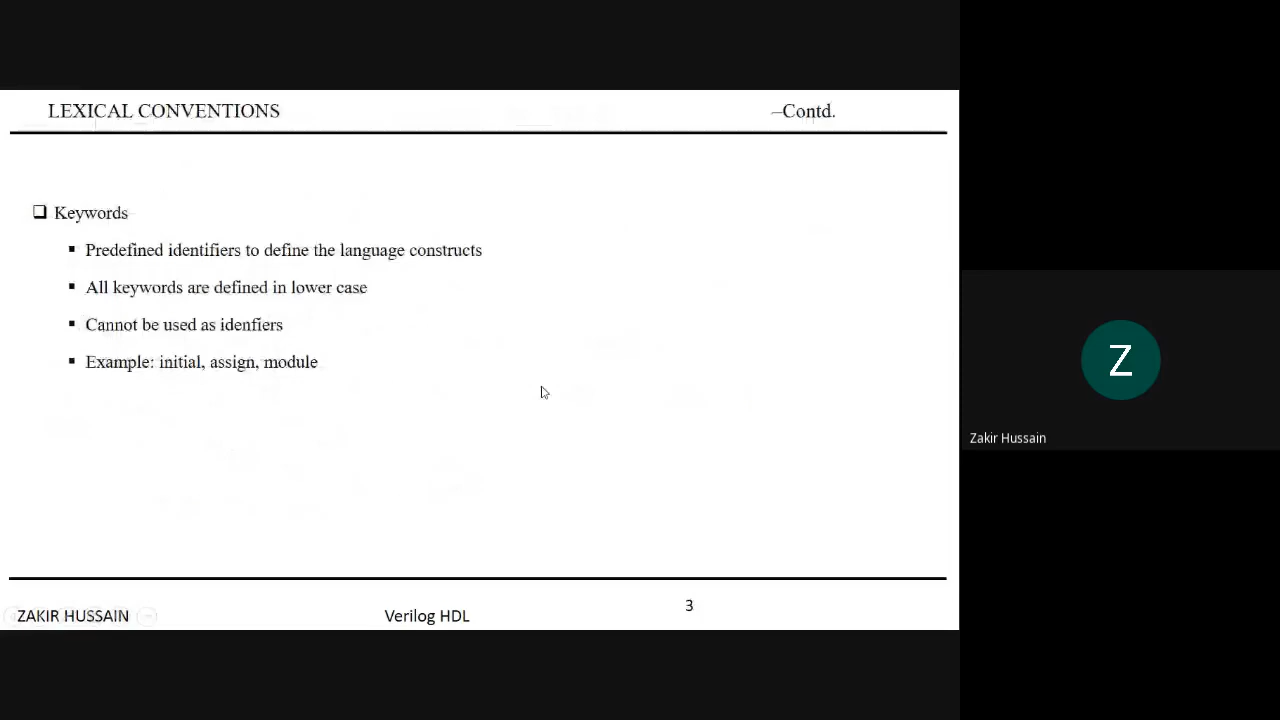 LEXICAL CONVENTIONS –Contd.
❑ Keywords
▪ Predefined identifiers to define the language constructs
▪ All keywords are defined in lower case
▪ Cannot be used as idenfiers
▪ Example: initial, assign, module
Z
Zakir Hussain
ZAKIR HUSSAIN Verilog HDL 3